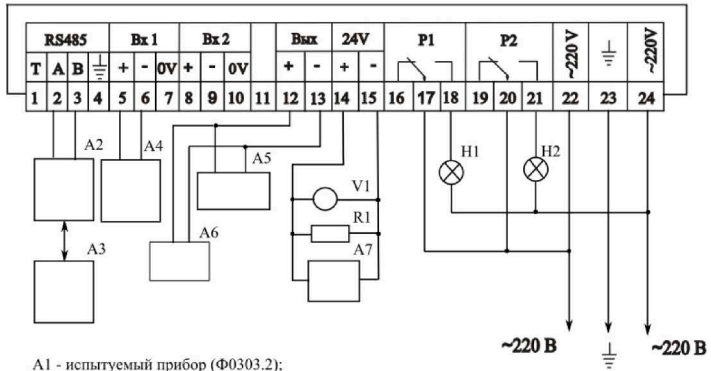 RS485 Вх 1 Вх 2 Вых 24V P1 P2 ~220 V ~220V
T A B + - 0V + - 0V + - + -
1 2 3 4 5 6 7 8 9 10 11 12 13 14 15 16 17 18 19 20 21 22 23 24
A2 A4 A5 H1 H2
V1
R1
A3 A6 A7
~220 В ~220 В
А1 - испытуемый прибор (Ф0303.2);